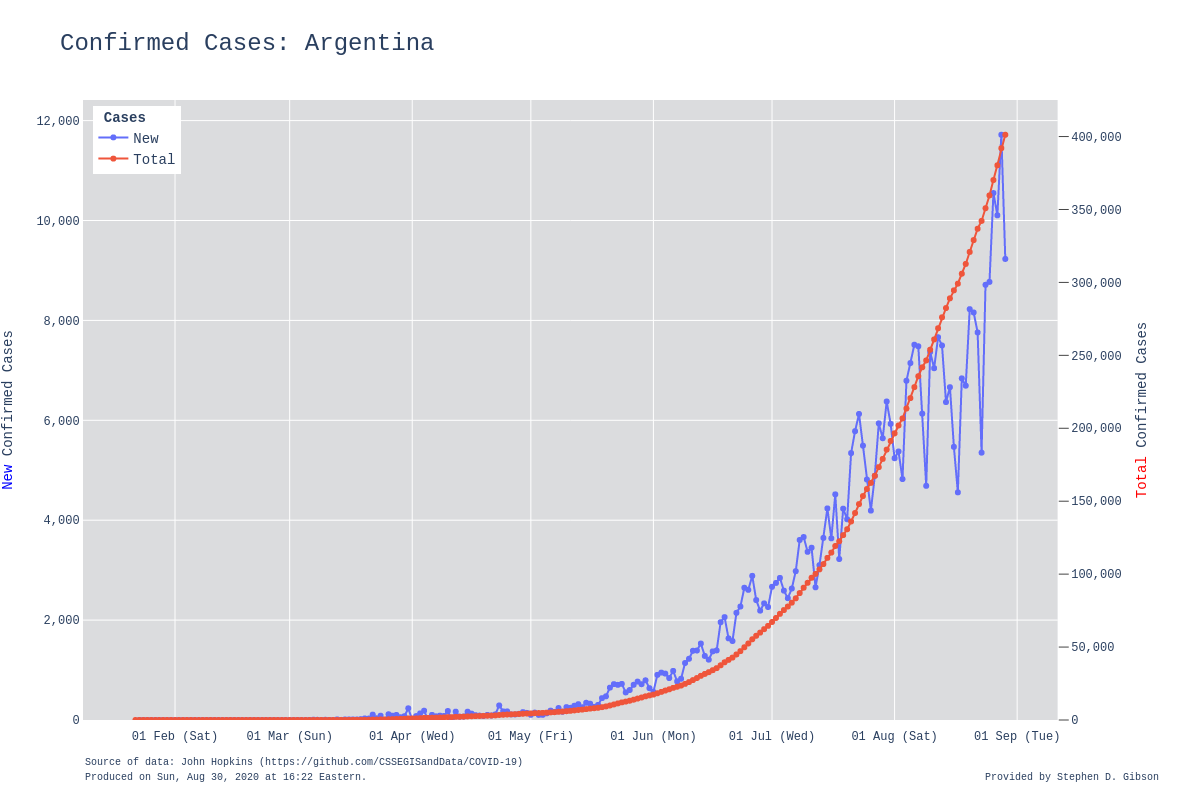 Confirmed Cases: Argentina
Cases
New
Total
12,000
10,000
8,000
6,000
4,000
2,000
0
New Confirmed Cases
400,000
350,000
300,000
250,000
200,000
150,000
100,000
50,000
0
Total Confirmed Cases
01 Feb (Sat) 01 Mar (Sun) 01 Apr (Wed) 01 May (Fri) 01 Jun (Mon) 01 Jul (Wed) 01 Aug (Sat) 01 Sep (Tue)
Source of data: John Hopkins (https://github.com/CSSEGISandData/COVID-19)
Produced on Sun, Aug 30, 2020 at 16:22 Eastern.
Provided by Stephen D. Gibson